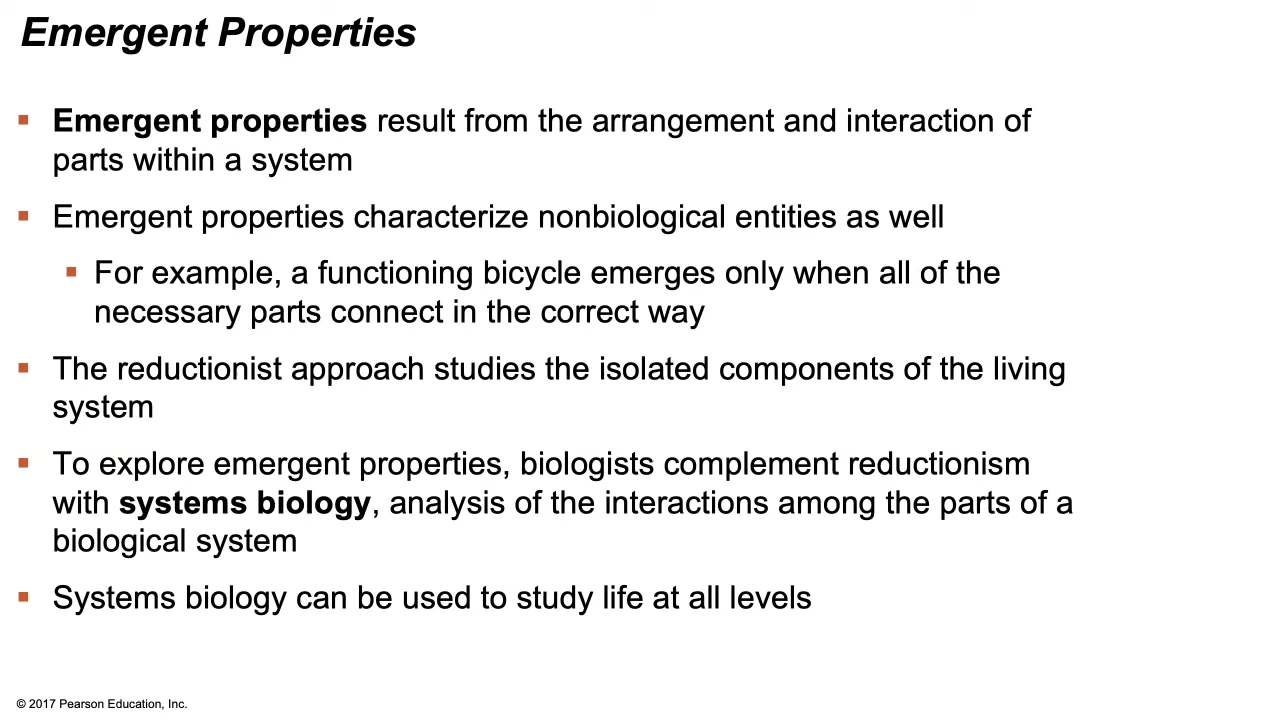 Emergent Properties
▪ Emergent properties result from the arrangement and interaction of
parts within a system
▪ Emergent properties characterize nonbiological entities as well
▪ For example, a functioning bicycle emerges only when all of the
necessary parts connect in the correct way
▪ The reductionist approach studies the isolated components of the living
system
▪ To explore emergent properties, biologists complement reductionism
with systems biology, analysis of the interactions among the parts of a
biological system
▪ Systems biology can be used to study life at all levels
© 2017 Pearson Education, Inc.